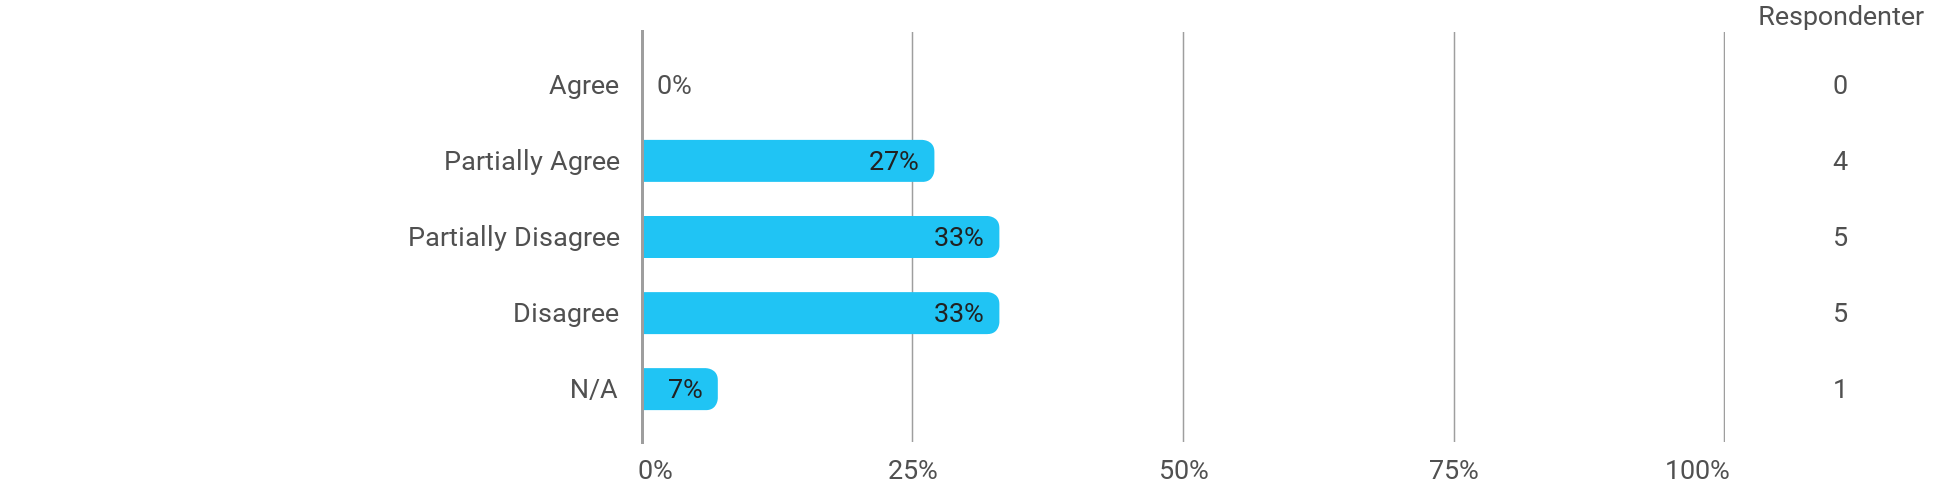 Respondenter
Agree 0% 0
Partially Agree 27% 4
Partially Disagree 33% 5
Disagree 33% 5
N/A 7% 1
0% 25% 50% 75% 100%